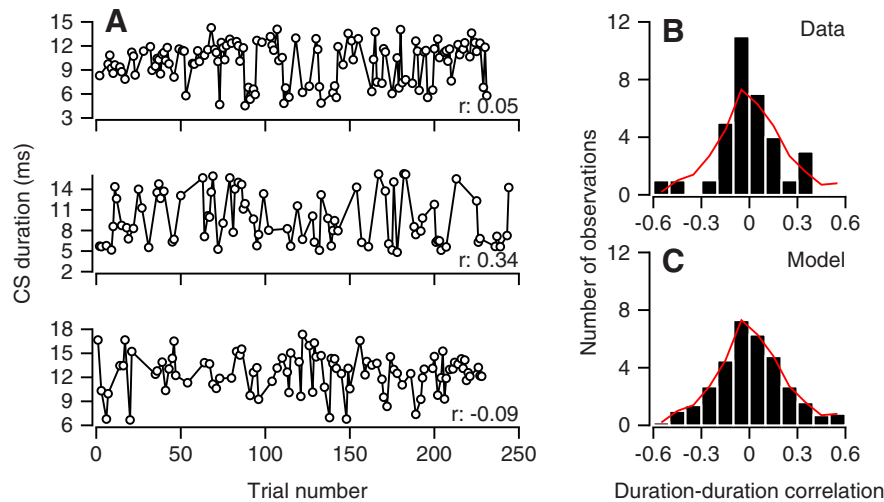 A
CS duration (ms)
15
12
9
6
3
r: 0.05
14
11
8
5
2
r: 0.34
18
15
12
9
6
r: -0.09
0 50 100 150 200 250
Trial number
B
Data
Number of observations
12
8
4
0
-0.6 -0.3 0 0.3 0.6
C
Model
12
8
4
0
-0.6 -0.3 0 0.3 0.6
Duration-duration correlation